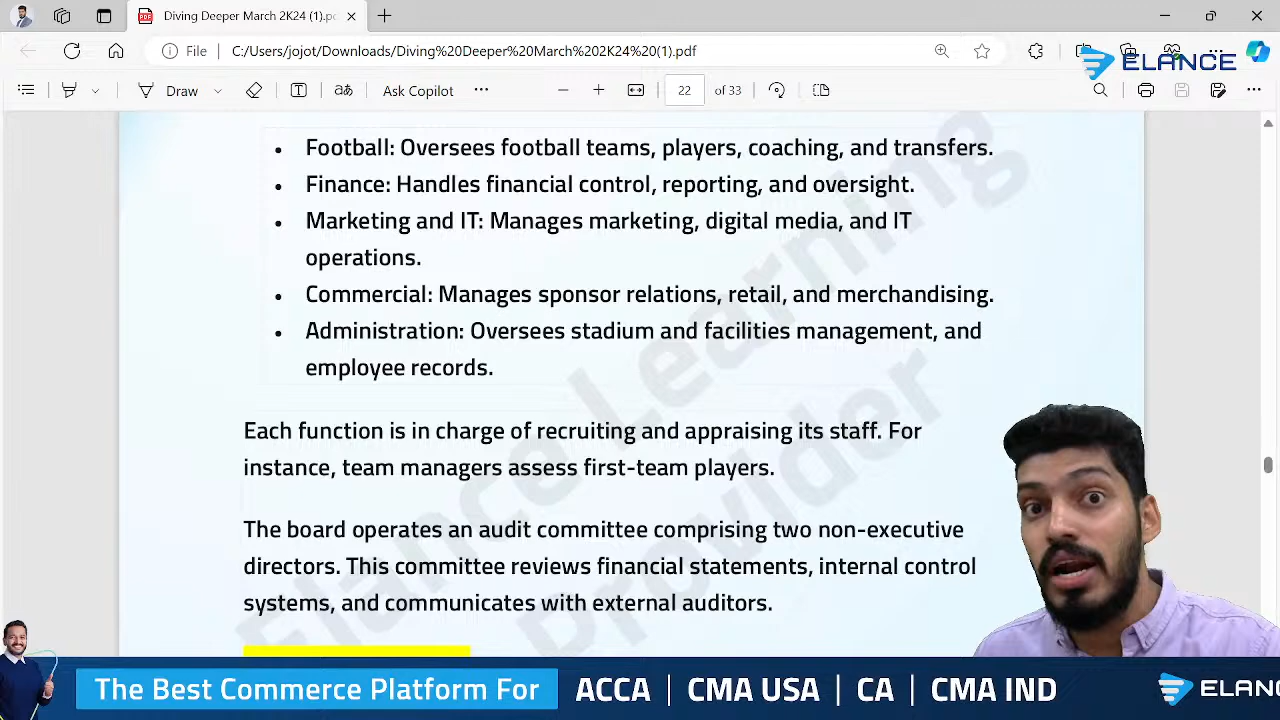 Diving Deeper March 2K24 (1).pc
File
C:/Users/jojot/Downloads/Diving%20Deeper%20March%202K24%20(1).pdf
ELANCE
Draw
aあ
Ask Copilot
22
of 33
• Football: Oversees football teams, players, coaching, and transfers.
• Finance: Handles financial control, reporting, and oversight.
• Marketing and IT: Manages marketing, digital media, and IT
operations.
• Commercial: Manages sponsor relations, retail, and merchandising.
• Administration: Oversees stadium and facilities management, and
employee records.
Each function is in charge of recruiting and appraising its staff. For
instance, team managers assess first-team players.
The board operates an audit committee comprising two non-executive
directors. This committee reviews financial statements, internal control
systems, and communicates with external auditors.
Elance Learning
Provider
The Best Commerce Platform For
ACCA | CMA USA | CA | CMA IND
ELANC